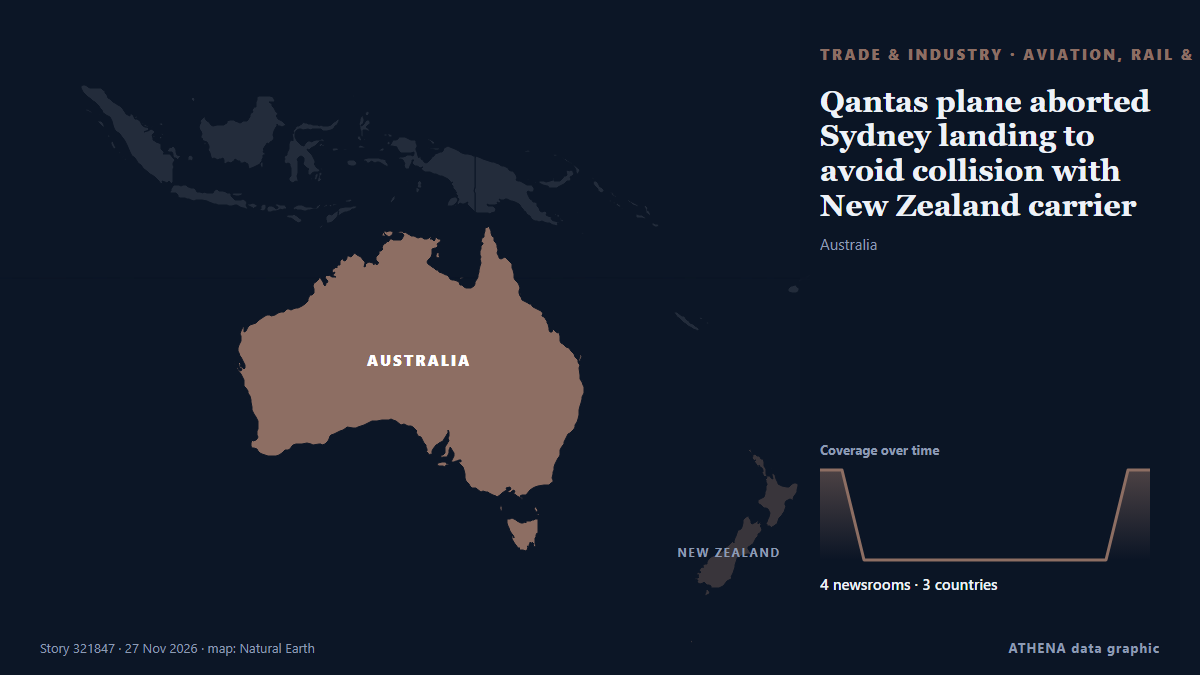 TRADE & INDUSTRY · AVIATION, RAIL &
Qantas plane aborted
Sydney landing to
avoid collision with
New Zealand carrier
Australia
AUSTRALIA
NEW ZEALAND
Coverage over time
4 newsrooms · 3 countries
Story 321847 · 27 Nov 2026 · map: Natural Earth
ATHENA data graphic